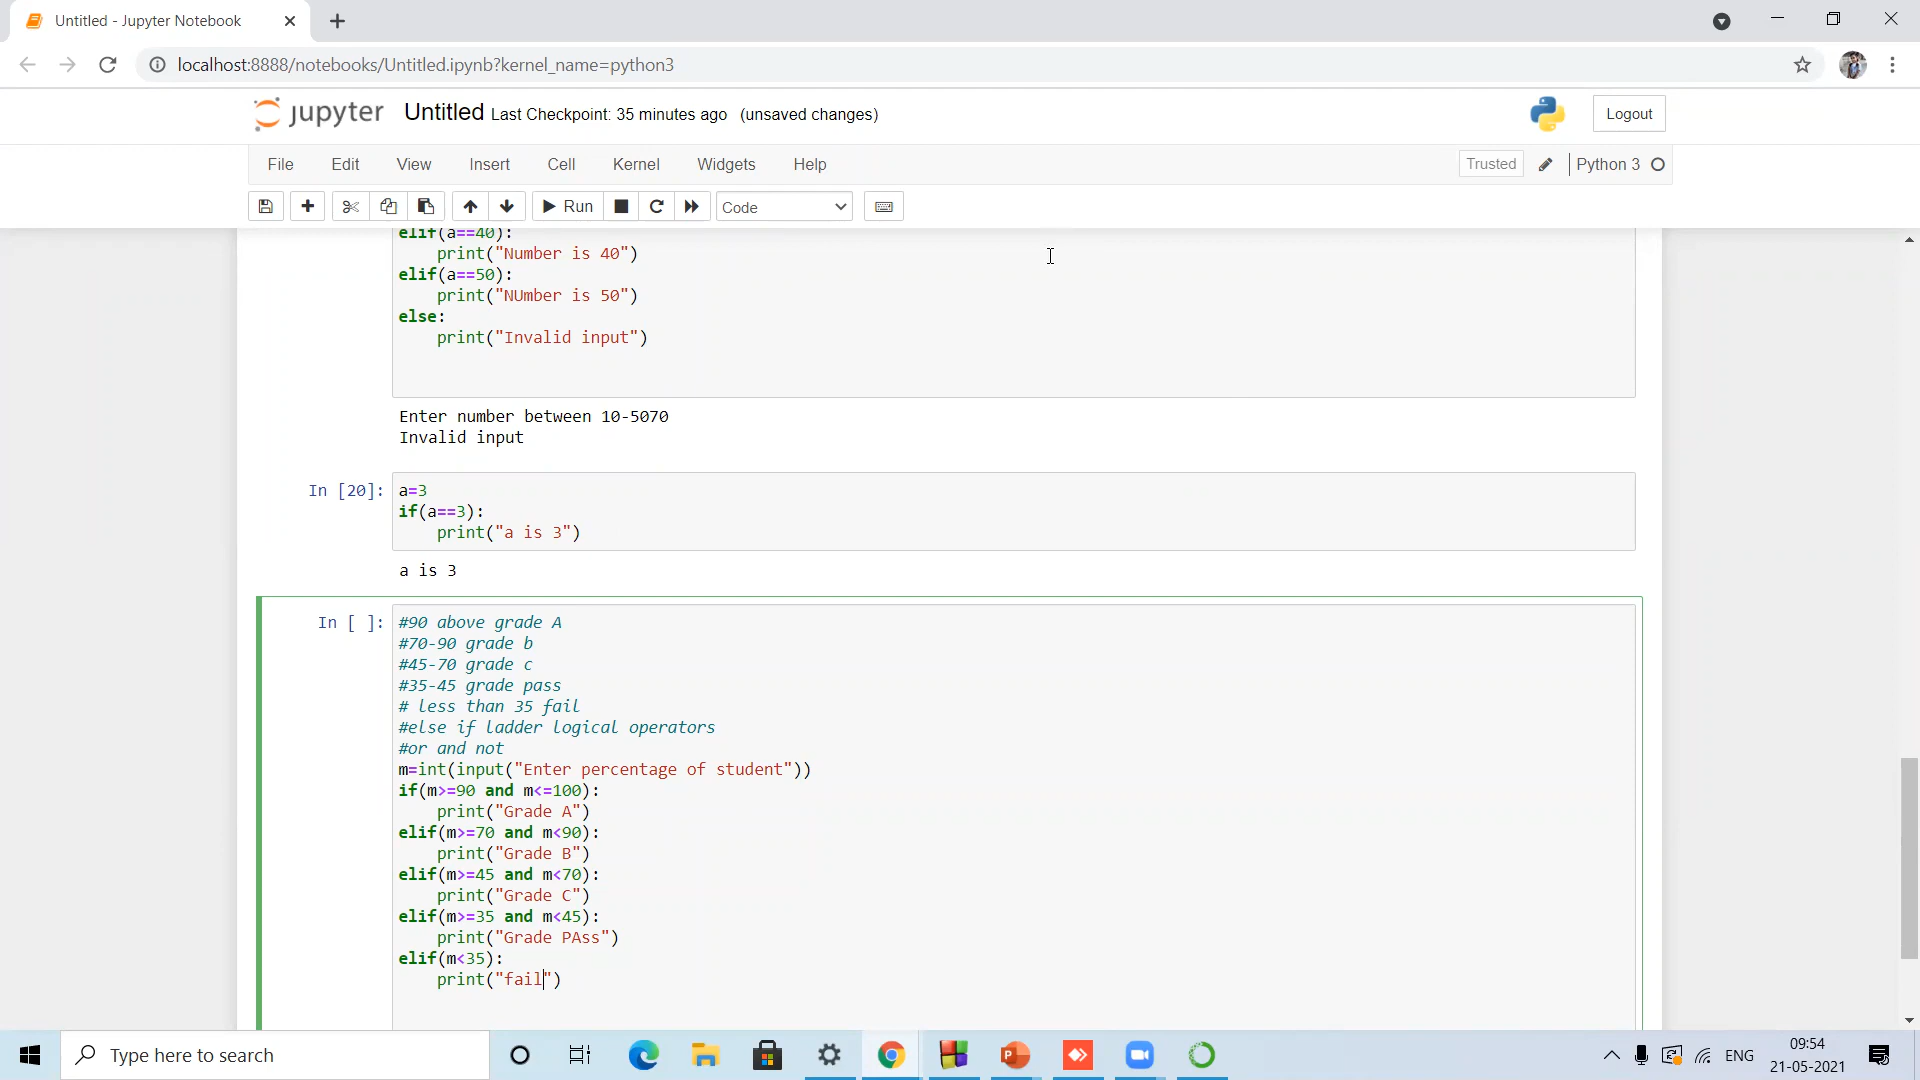 Untitled - Jupyter Notebook
localhost:8888/notebooks/Untitled.ipynb?kernel_name=python3
jupyter Untitled Last Checkpoint: 35 minutes ago (unsaved changes)
Logout
File Edit View Insert Cell Kernel Widgets Help
Trusted Python 3
Run Code
elif(a==40):
print("Number is 40")
elif(a==50):
print("NUmber is 50")
else:
print("Invalid input")
Enter number between 10-5070
Invalid input
In [20]: a=3
if(a==3):
print("a is 3")
a is 3
In [ ]: #90 above grade A
#70-90 grade b
#45-70 grade c
#35-45 grade pass
# less than 35 fail
#else if ladder logical operators
#or and not
m=int(input("Enter percentage of student"))
if(m>=90 and m<=100):
print("Grade A")
elif(m>=70 and m<90):
print("Grade B")
elif(m>=45 and m<70):
print("Grade C")
elif(m>=35 and m<45):
print("Grade PAss")
elif(m<35):
print("fail")
Type here to search
ENG
09:54
21-05-2021